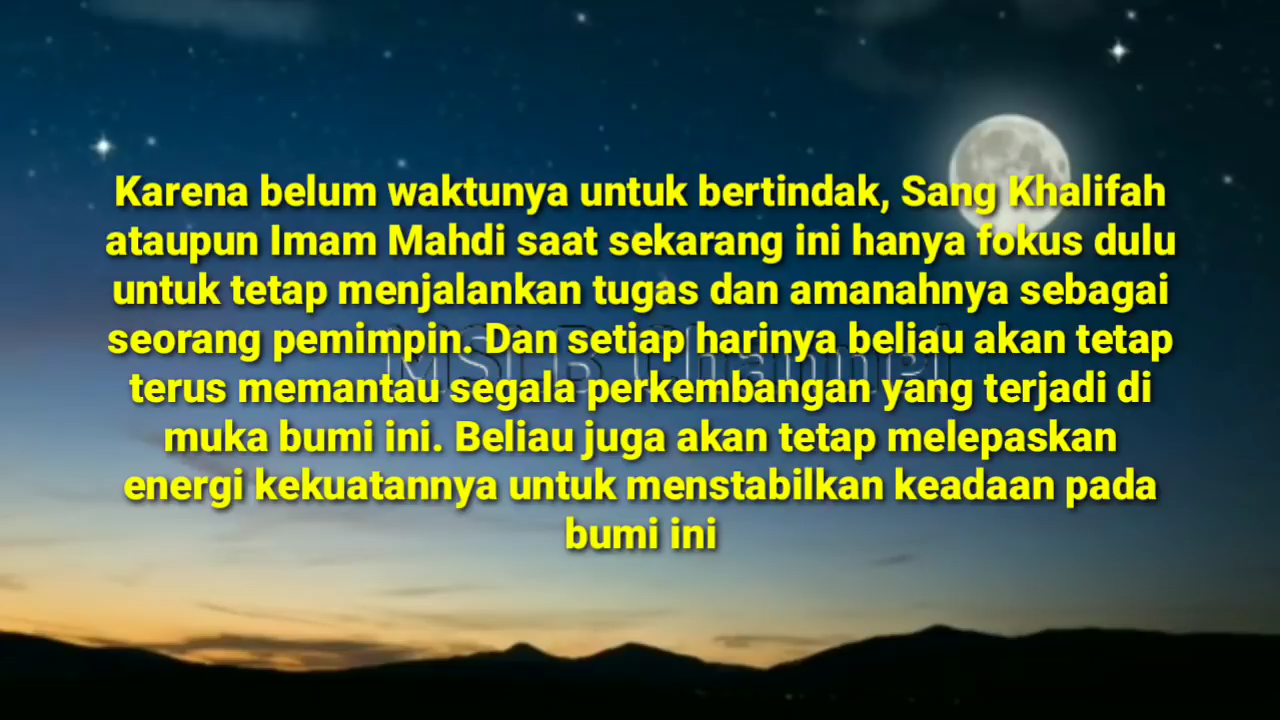 Karena belum waktunya untuk bertindak, Sang Khalifah
ataupun Imam Mahdi saat sekarang ini hanya fokus dulu
untuk tetap menjalankan tugas dan amanahnya sebagai
seorang pemimpin. Dan setiap harinya beliau akan tetap
terus memantau segala perkembangan yang terjadi di
muka bumi ini. Beliau juga akan tetap melepaskan
energi kekuatannya untuk menstabilkan keadaan pada
bumi ini
Channel